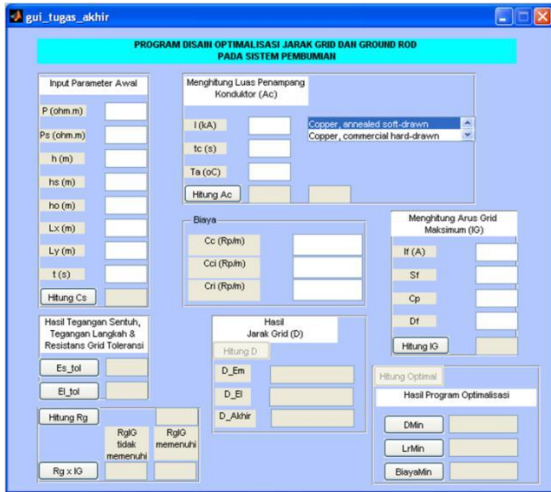 gui_tugas_akhir
PROGRAM DISAIN OPTIMALISASI JARAK GRID DAN GROUND ROD
PADA SISTEM PEMBUMIAN
Input Parameter Awal
P (ohm.m)
Ps (ohm.m)
h (m)
hs (m)
ho (m)
Lx (m)
Ly (m)
t (s)
Hitung Cs
Menghitung Luas Penampang
Konduktor (Ac)
I (kA)
tc (s)
Ta (oC)
Hitung Ac
Copper, annealed soft-drawn
Copper, commercial hard-drawn
Biaya
Cc (Rp/m)
Cci (Rp/m)
Cri (Rp/m)
Menghitung Arus Grid
Maksimum (IG)
If (A)
Sf
Cp
Df
Hitung IG
Hasil Tegangan Sentuh,
Tegangan Langkah &
Resistans Grid Toleransi
Es_tol
El_tol
Hitung Rg
RgIG
tidak
memenuhi
RgIG
memenuhi
Rg x IG
Hasil
Jarak Grid (D)
Hitung D
D_Em
D_El
D_Akhir
Hitung Optimal
Hasil Program Optimalisasi
DMin
LrMin
BiayaMin